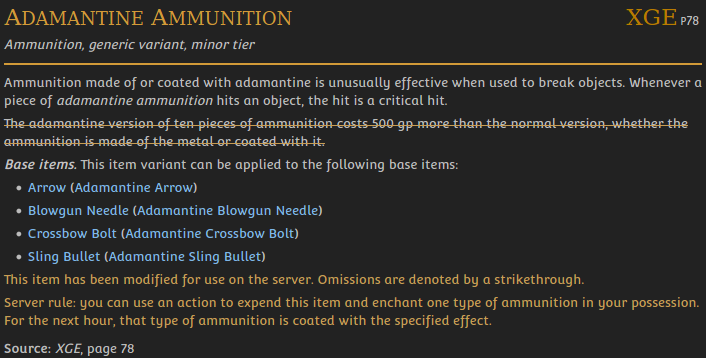 Adamantine Ammunition XGE P78
Ammunition, generic variant, minor tier
Ammunition made of or coated with adamantine is unusually effective when used to break objects. Whenever a
piece of adamantine ammunition hits an object, the hit is a critical hit.
The adamantine version of ten pieces of ammunition costs 500 gp more than the normal version, whether the
ammunition is made of the metal or coated with it.
Base items. This item variant can be applied to the following base items:
• Arrow (Adamantine Arrow)
• Blowgun Needle (Adamantine Blowgun Needle)
• Crossbow Bolt (Adamantine Crossbow Bolt)
• Sling Bullet (Adamantine Sling Bullet)
This item has been modified for use on the server. Omissions are denoted by a strikethrough.
Server rule: you can use an action to expend this item and enchant one type of ammunition in your possession.
For the next hour, that type of ammunition is coated with the specified effect.
Source: XGE, page 78